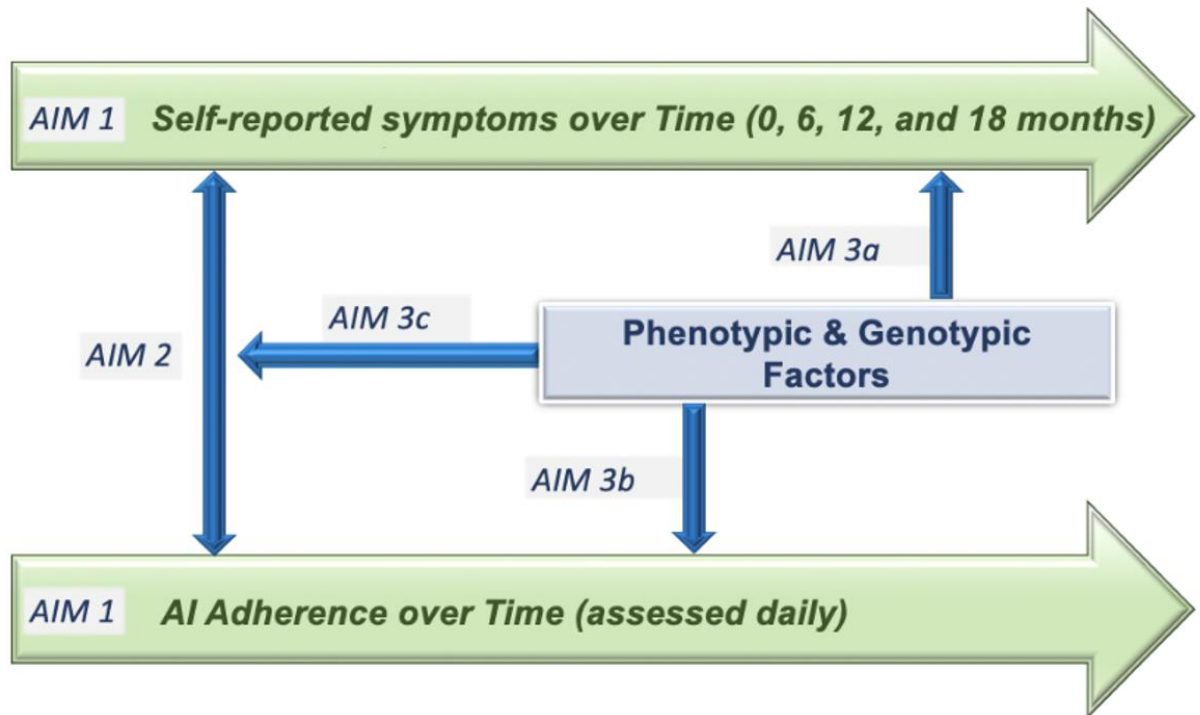 AIM 1 Self-reported symptoms over Time (0, 6, 12, and 18 months)
AIM 3a
AIM 3c
AIM 2
Phenotypic & Genotypic
Factors
AIM 3b
AIM 1 AI Adherence over Time (assessed daily)